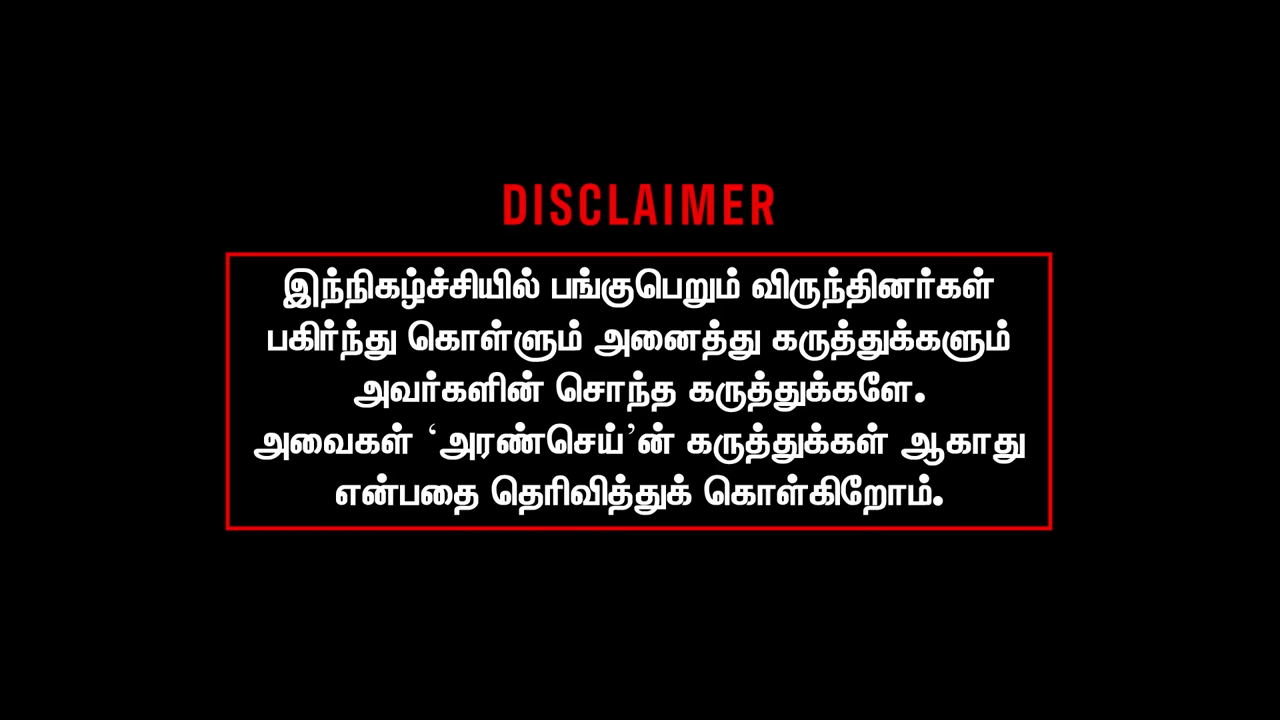 DISCLAIMER
இந்நிகழ்ச்சியில் பங்குபெறும் விருந்தினர்கள்
பகிர்ந்து கொள்ளும் அனைத்து கருத்துக்களும்
அவர்களின் சொந்த கருத்துக்களே.
அவைகள் ‘அரண்செய்’ன் கருத்துக்கள் ஆகாது
என்பதை தெரிவித்துக் கொள்கிறோம்.